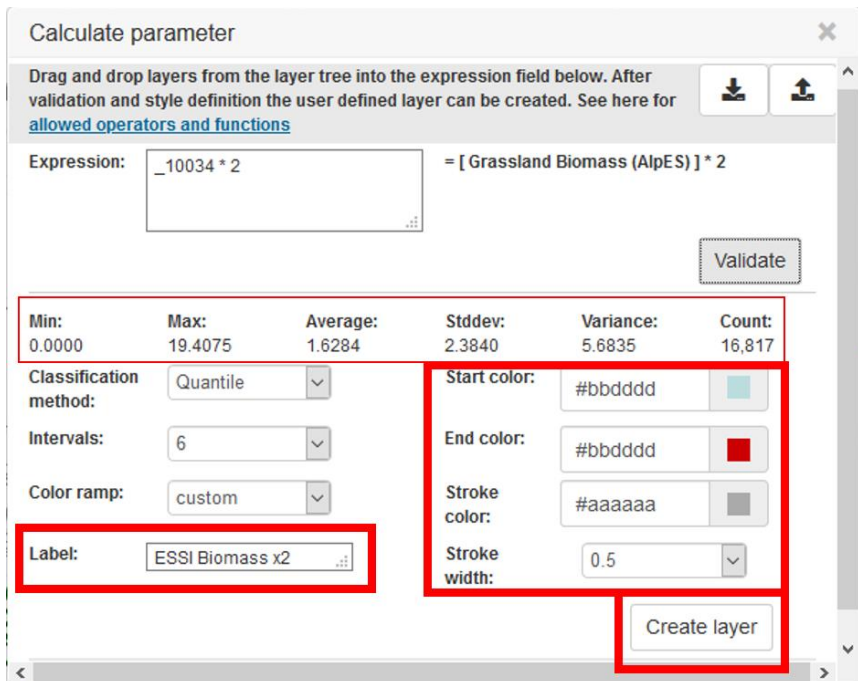 Calculate parameter
Drag and drop layers from the layer tree into the expression field below. After
validation and style definition the user defined layer can be created. See here for
allowed operators and functions
Expression: _10034 * 2 = [ Grassland Biomass (AlpES) ] * 2
Validate
Min: Max: Average: Stddev: Variance: Count:
0.0000 19.4075 1.6284 2.3840 5.6835 16,817
Classification
method:
Quantile
Start color: #bbdddd
Intervals: 6
End color: #bbdddd
Color ramp: custom
Stroke
color:
#aaaaaa
Label: ESSI Biomass x2
Stroke
width:
0.5
Create layer